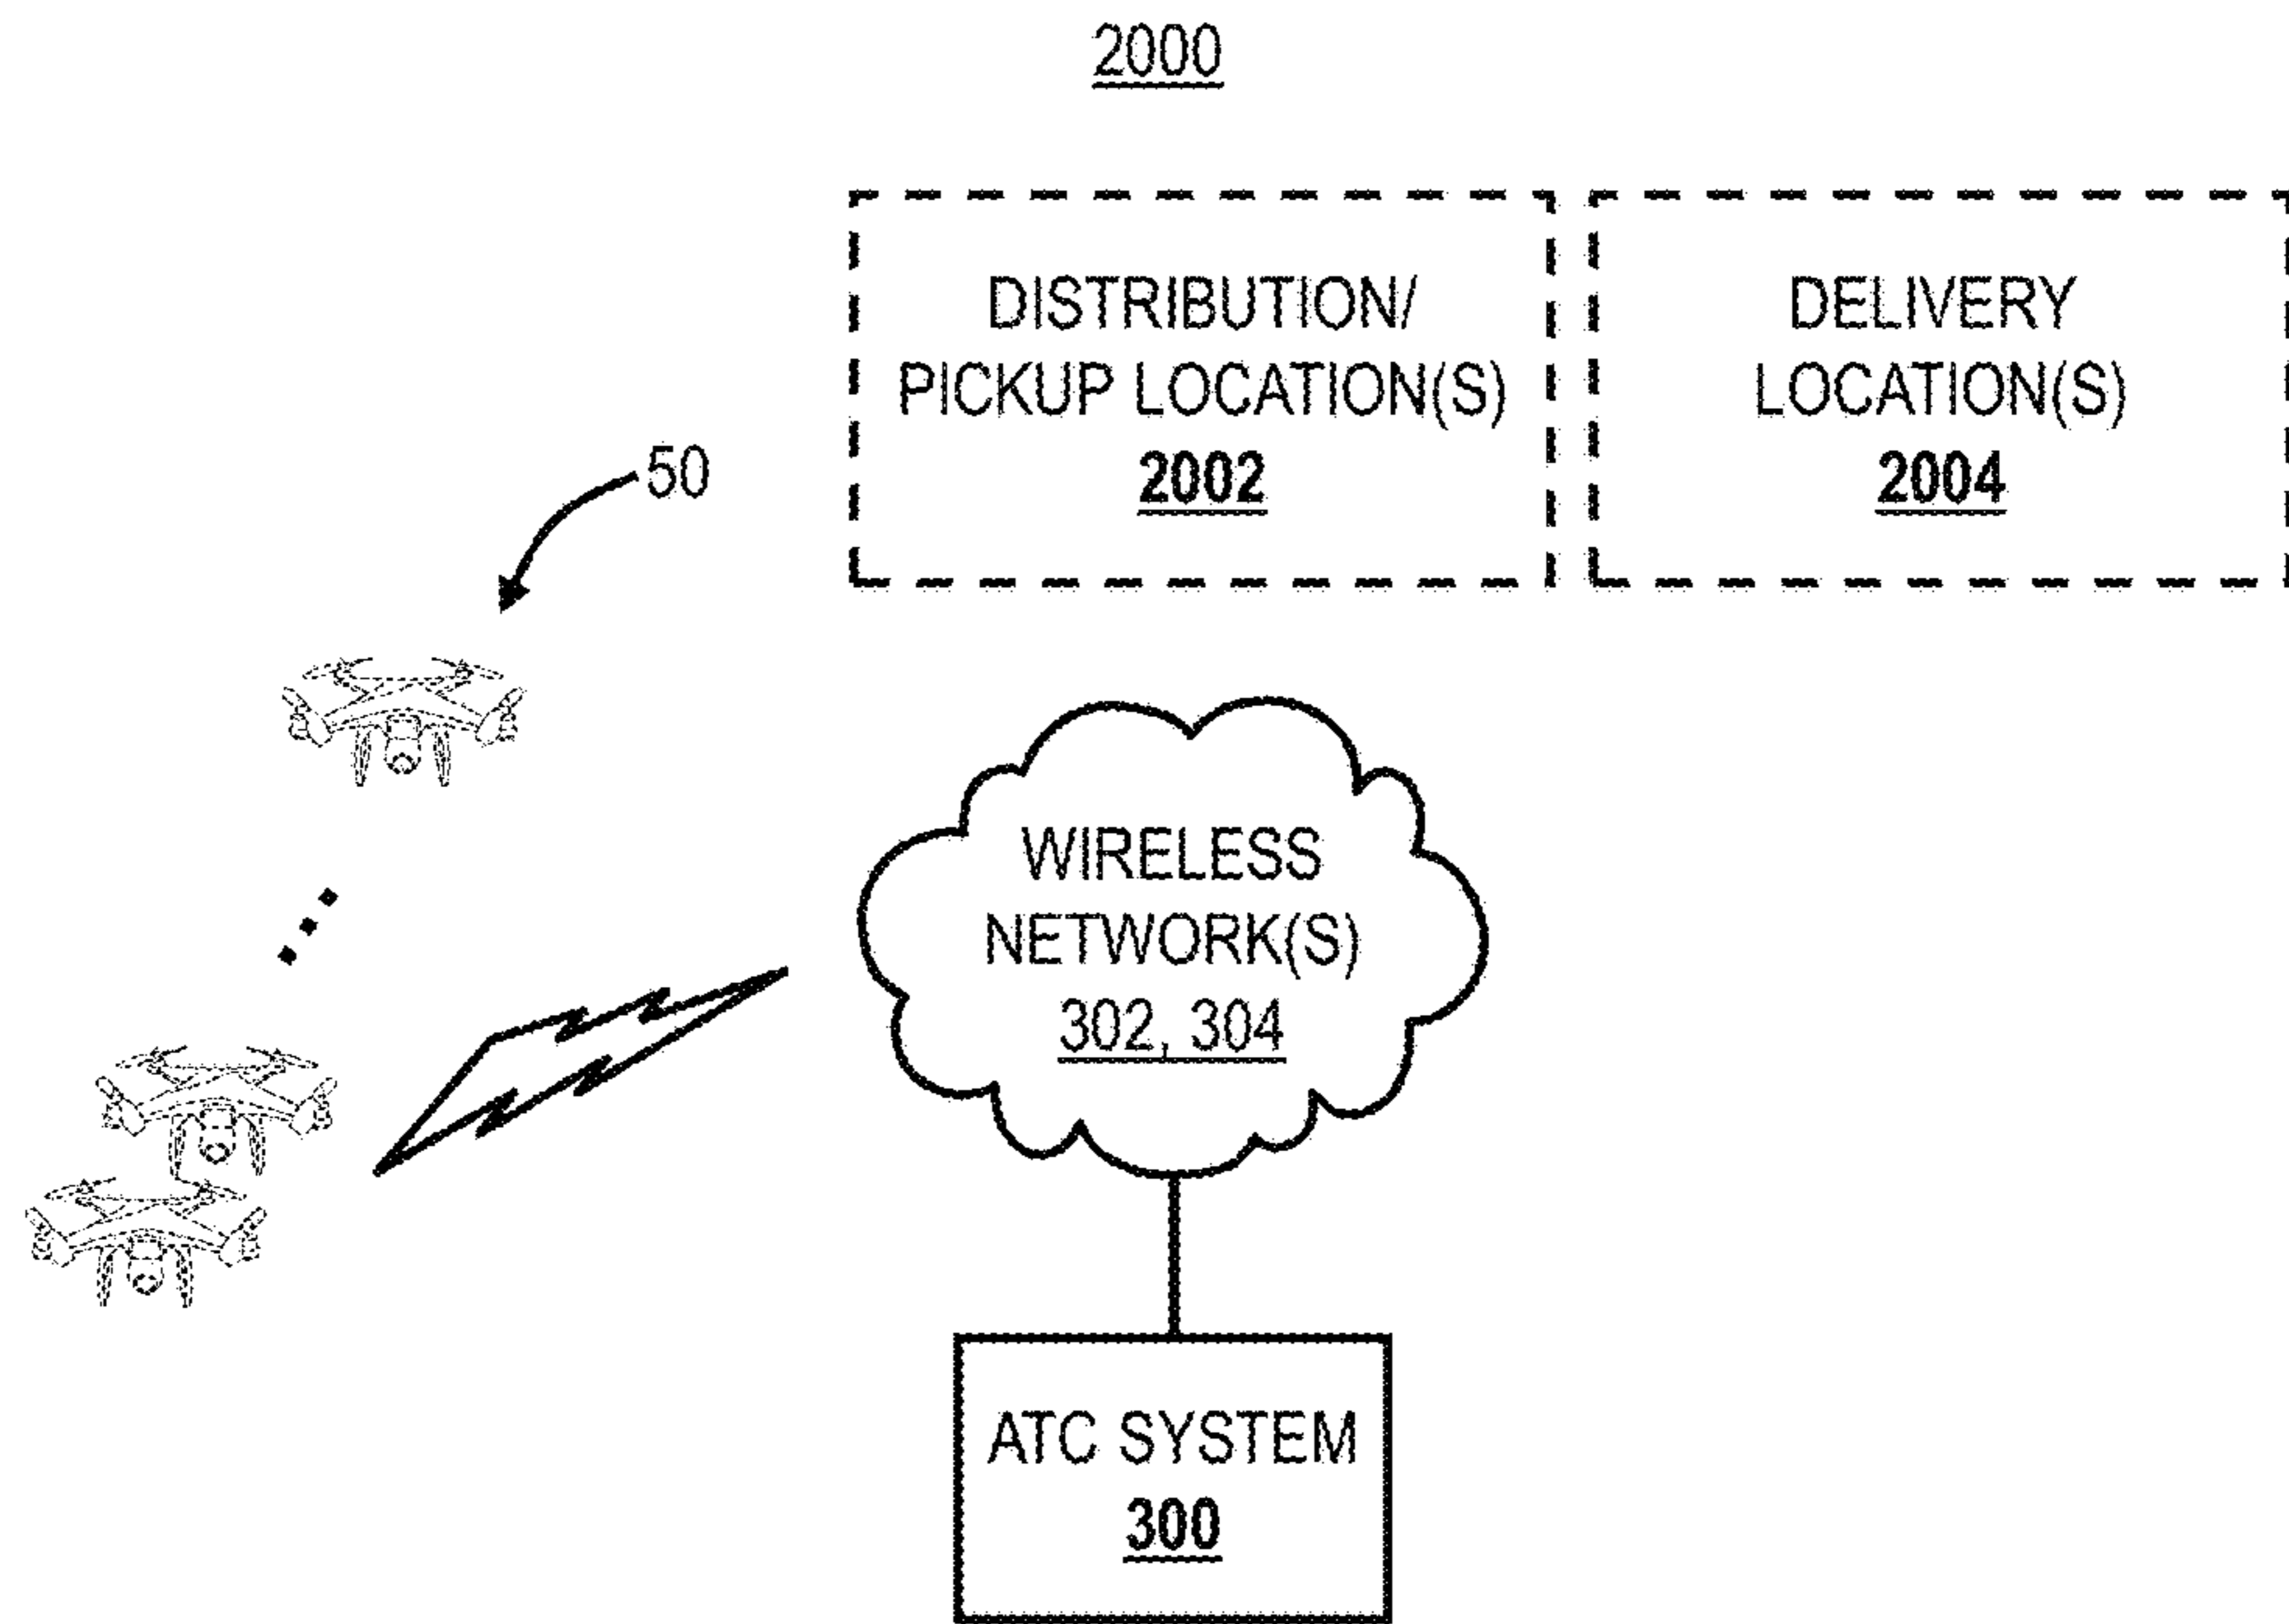 2000
DISTRIBUTION/
PICKUP LOCATION(S)
2002
DELIVERY
LOCATION(S)
2004
50
WIRELESS
NETWORK(S)
302, 304
ATC SYSTEM
300